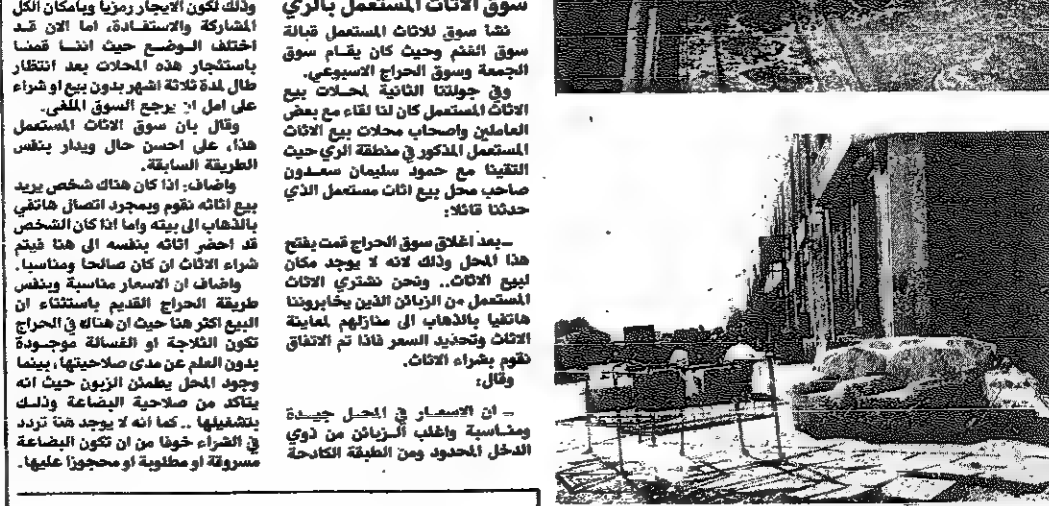 سوق الاثاث المستعمل بالري
نشا سوق للاثاث المستعمل قبالة
سوق الغنم وحيث كان يقام سوق
الجمعة وسوق الحراج الاسبوعي.
وفي جولتنا الثانية لمحلات بيع
الاثاث المستعمل كان لنا لقاء مع بعض
العاملين واصحاب محلات بيع الاثاث
المستعمل المذكور في منطقة الري حيث
التقينا مع حمود سليمان سعدون
صاحب محل بيع اثاث مستعمل الذي
حدثنا قائلا:
ـ بعد اغلاق سوق الحراج قمت بفتح
هذا المحل وذلك لانه لا يوجد مكان
لبيع الاثاث.. ونحن نشتري الاثاث
المستعمل من الزبائن الذين يخابروننا
هاتفيا بالذهاب الى منازلهم لمعاينة
الاثاث وتحديد السعر فاذا تم الاتفاق
نقوم بشراء الاثاث.
وقال:
ـ ان الاسعار في المحل جيدة
ومناسبة واغلب الزبائن من ذوي
الدخل المحدود ومن الطبقة الكادحة
وذلك لكون الايجار رمزيا وبامكان الكل
المشاركة والاستفادة، اما الان قد
اختلف الوضع حيث اننا قمنا
باستئجار هذه المحلات بعد انتظار
طال لمدة ثلاثة اشهر بدون بيع او شراء
على امل ان يرجع السوق الملغى.
وقال بان سوق الاثاث المستعمل
هذا، على احسن حال ويدار بنفس
الطريقة السابقة.
واضاف: اذا كان هناك شخص يريد
بيع اثاثه نقوم وبمجرد اتصال هاتفي
بالذهاب الى بيته واما اذا كان الشخص
قد احضر اثاثه بنفسه الى هنا فيتم
شراء الاثاث ان كان صالحا ومناسبا.
واضاف ان الاسعار مناسبة وبنفس
طريقة الحراج القديم باستثناء ان
البيع اكثر هنا حيث ان هناك في الحراج
تكون الثلاجة او الغسالة موجودة
بدون العلم عن مدى صلاحيتها، بينما
وجود المحل يطمئن الزبون حيث انه
يتاكد من صلاحية البضاعة وذلك
بتشغيلها .. كما انه لا يوجد هنا تردد
في الشراء خوفا من ان تكون البضاعة
مسروقة او مطلوبة او محجوزا عليها.